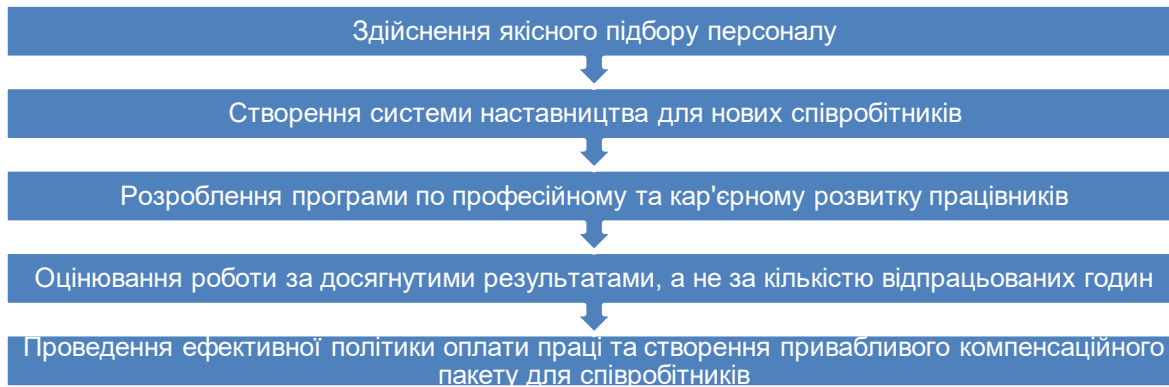 Здійснення якісного підбору персоналу
Створення системи наставництва для нових співробітників
Розроблення програми по професійному та кар'єрному розвитку працівників
Оцінювання роботи за досягнутими результатами, а не за кількістю відпрацьованих годин
Проведення ефективної політики оплати праці та створення привабливого компенсаційного
пакету для співробітників